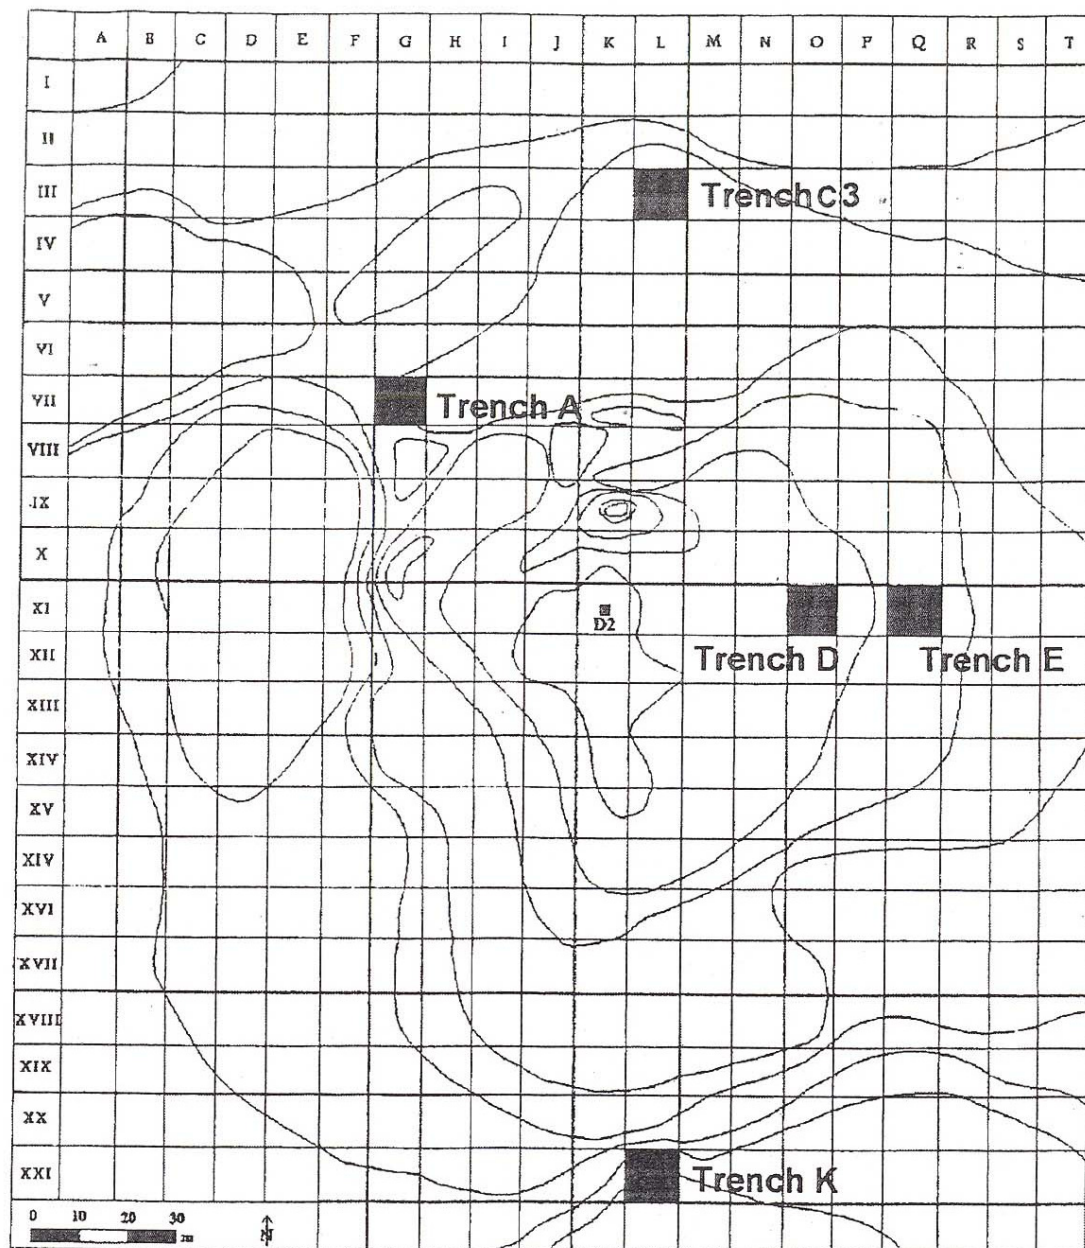 A B C D E F G H I J K L M N O P Q R S T
I
II
III Trench C3
IV
V
VI
VII Trench A
VIII
IX
X
XI
D2
XII Trench D Trench E
XIII
XIV
XV
XIV
XVI
XVII
XVIII
XIX
XX
XXI Trench K
0 10 20 30
m
N